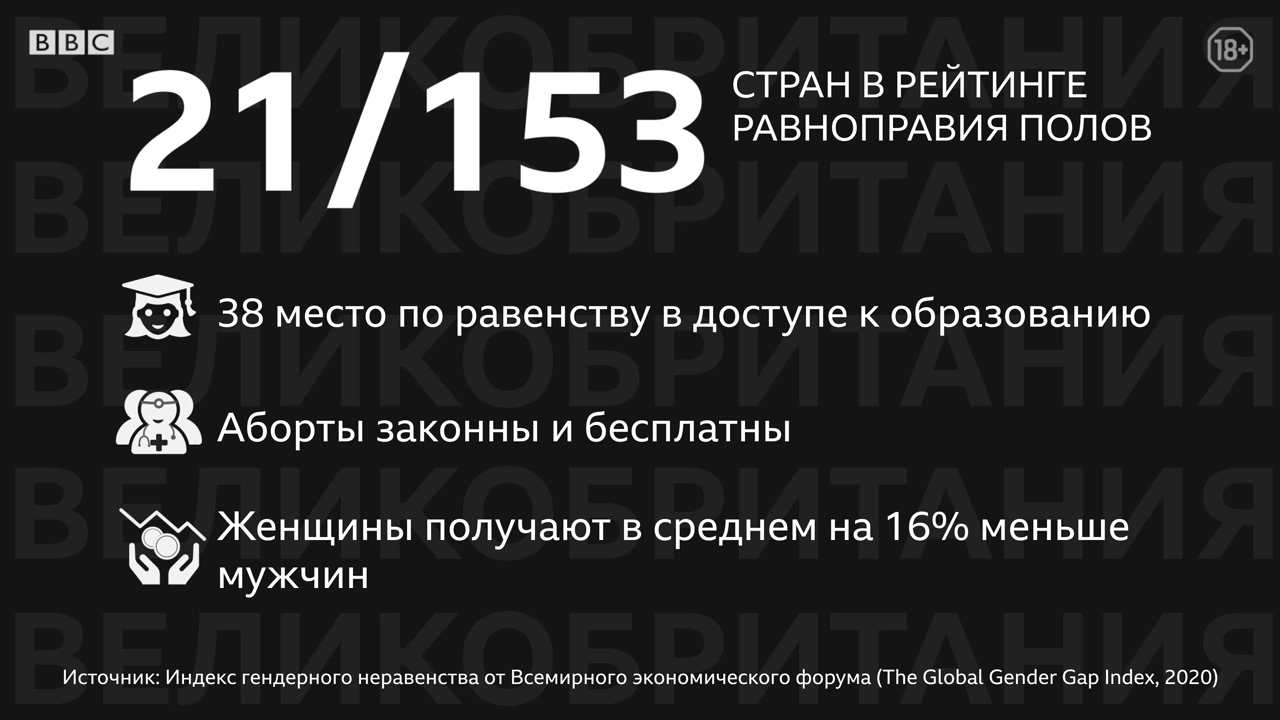 BBC
18+
21/153
СТРАН В РЕЙТИНГЕ
РАВНОПРАВИЯ ПОЛОВ
38 место по равенству в доступе к образованию
Аборты законны и бесплатны
Женщины получают в среднем на 16% меньше
мужчин
Источник: Индекс гендерного неравенства от Всемирного экономического форума (The Global Gender Gap Index, 2020)
ВЕЛИКОБРИТАНИЯ
ВЕЛИКОБРИТАНИЯ
ВЕЛИКОБРИТАНИЯ
ВЕЛИКОБРИТАНИЯ
ВЕЛИКОБРИТАНИЯ